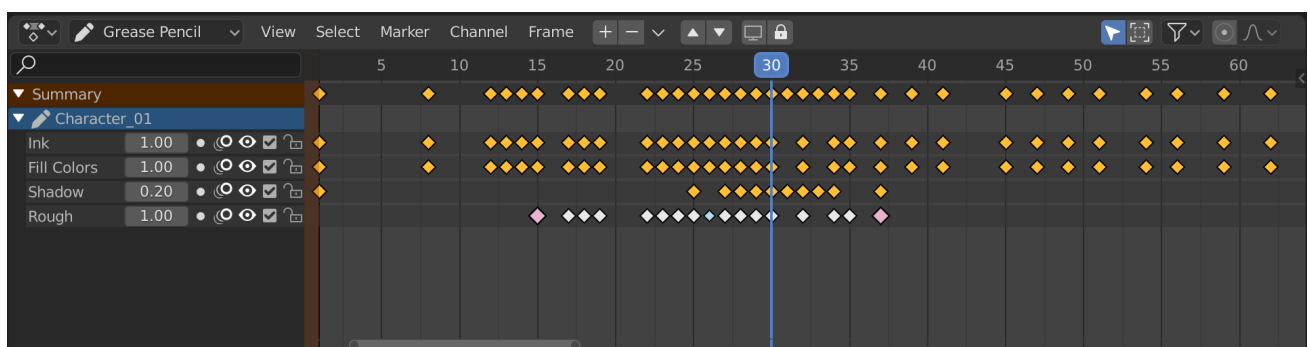 Grease Pencil View Select Marker Channel Frame
5 10 15 20 25 30 35 40 45 50 55 60
Summary
Character_01
Ink 1.00
Fill Colors 1.00
Shadow 0.20
Rough 1.00